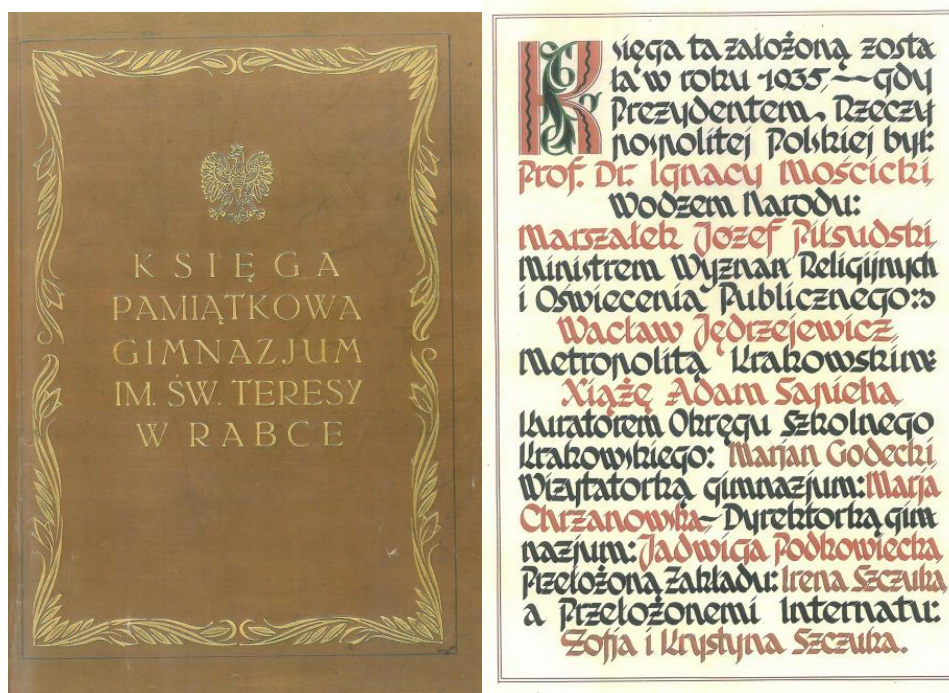 KSIĘGA
PAMIĄTKOWA
GIMNAZJUM
IM. ŚW. TERESY
W RABCE
Księga ta założoną zosta
ła w roku 1935, — gdy
Prezydentem, Rzeczy
pospolitej Polskiej był:
Prof. Dr. Ignacy Mościcki,
Wodzem Narodu:
Marszałek Józef Piłsudski,
Ministrem Wyznań Religijnych
i Oświecenia Publicznego:
Wacław Jędrzejewicz,
Metropolitą Krakowskim:
Xiążę Adam Sapieha,
Kuratorem Okręgu Szkolnego
Krakowskiego: Marjan Godecki,
Wizytatorką gimnazjum: Marja
Chrzanowska, – Dyrektorką gim
nazjum: Jadwiga Podkowiecka,
Przełożoną Zakładu: Irena Szczuka,
a Przełożonemi Internatu:
Zofja i Krystyna Szczuka.